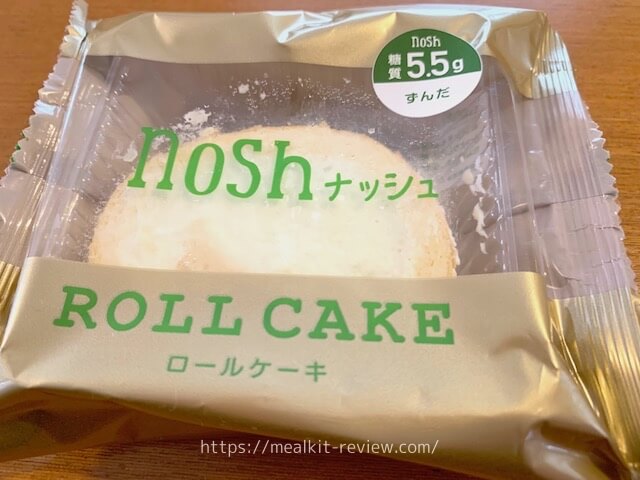 nosh
糖質 5.5g
ずんだ
nosh ナッシュ
ROLL CAKE
ロールケーキ
https://mealkit-review.com/